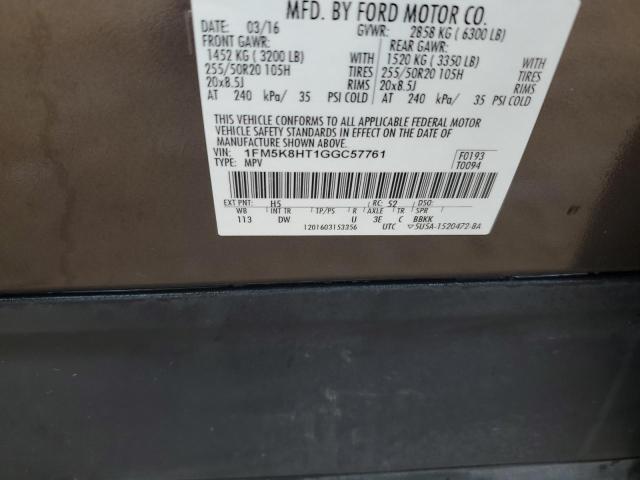 MFD. BY FORD MOTOR CO.
DATE: 03/16 GVWR: 2858 KG ( 6300 LB)
FRONT GAWR: REAR GAWR:
1452 KG ( 3200 LB) WITH 1520 KG ( 3350 LB) WITH
255/50R20 105H TIRES 255/50R20 105H TIRES
20x8.5J RIMS 20x8.5J RIMS
AT 240 kPa/ 35 PSI COLD AT 240 kPa/ 35 PSI COLD
THIS VEHICLE CONFORMS TO ALL APPLICABLE FEDERAL MOTOR
VEHICLE SAFETY STANDARDS IN EFFECT ON THE DATE OF
MANUFACTURE SHOWN ABOVE.
VIN: 1FM5K8HT1GGC57761 F0193
TYPE: MPV T0094
EXT PNT: H5 RC: 52 DSO:
WB INT TR TP/PS R AXLE TR SPR
113 DW U 3E C BBKK
1201603153356 UTC 5U5A-1520472-BA